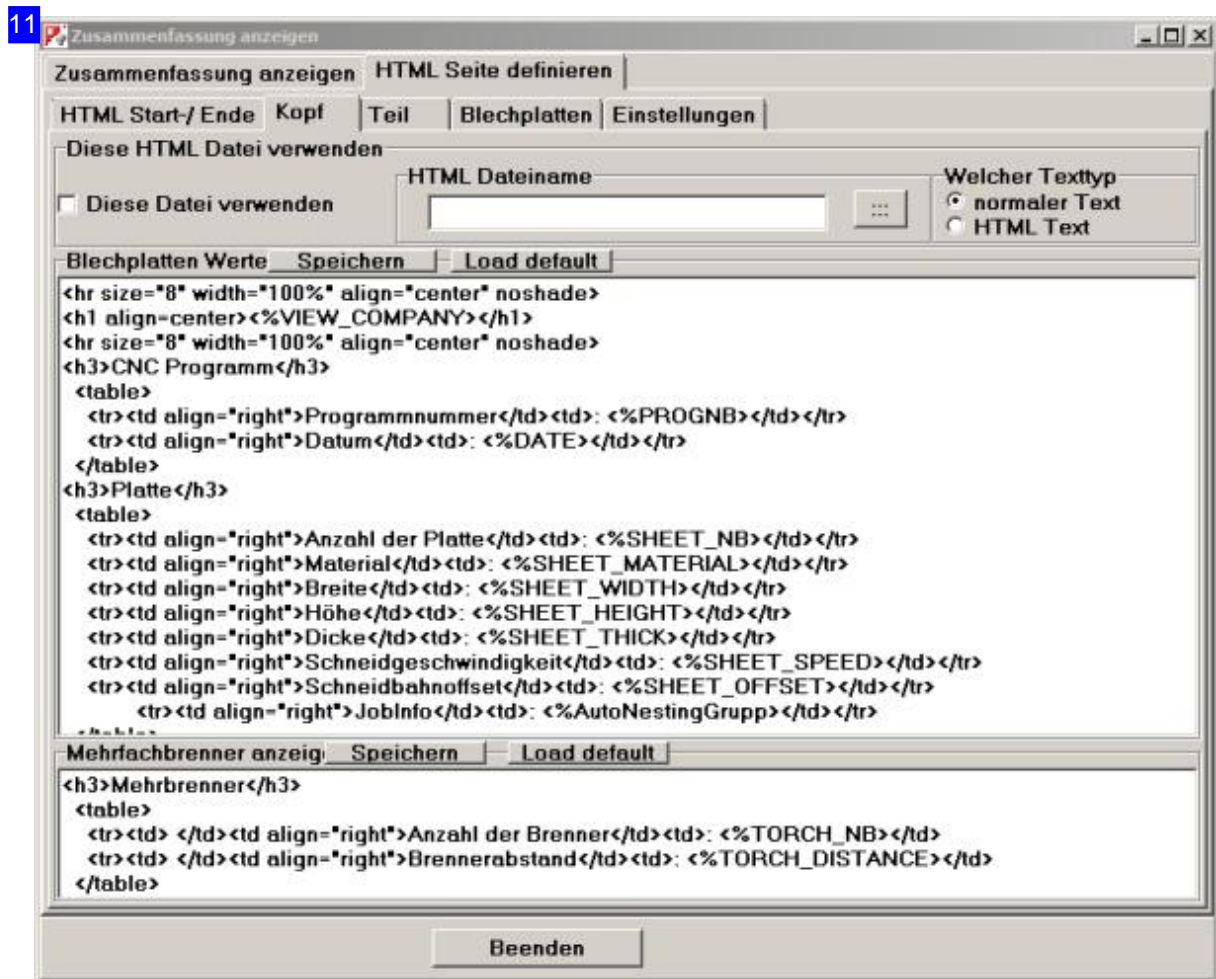 11
Zusammenfassung anzeigen
Zusammenfassung anzeigen HTML Seite definieren
HTML Start-/ Ende Kopf Teil Blechplatten Einstellungen
Diese HTML Datei verwenden
HTML Dateiname Welcher Texttyp
Diese Datei verwenden ::: normaler Text
HTML Text
Blechplatten Werte Speichern Load default
<hr size="8" width="100%" align="center" noshade>
<h1 align=center><%VIEW_COMPANY></h1>
<hr size="8" width="100%" align="center" noshade>
<h3>CNC Programm</h3>
<table>
<tr><td align="right">Programmnummer</td><td>: <%PROGNB></td></tr>
<tr><td align="right">Datum</td><td>: <%DATE></td></tr>
</table>
<h3>Platte</h3>
<table>
<tr><td align="right">Anzahl der Platte</td><td>: <%SHEET_NB></td></tr>
<tr><td align="right">Material</td><td>: <%SHEET_MATERIAL></td></tr>
<tr><td align="right">Breite</td><td>: <%SHEET_WIDTH></td></tr>
<tr><td align="right">Höhe</td><td>: <%SHEET_HEIGHT></td></tr>
<tr><td align="right">Dicke</td><td>: <%SHEET_THICK></td></tr>
<tr><td align="right">Schneidgeschwindigkeit</td><td>: <%SHEET_SPEED></td></tr>
<tr><td align="right">Schneidbahnoffset</td><td>: <%SHEET_OFFSET></td></tr>
<tr><td align="right">JobInfo</td><td>: <%AutoNestingGrupp></td></tr>
Mehrfachbrenner anzeig Speichern Load default
<h3>Mehrbrenner</h3>
<table>
<tr><td> </td><td align="right">Anzahl der Brenner</td><td>: <%TORCH_NB></td>
<tr><td> </td><td align="right">Brennerabstand</td><td>: <%TORCH_DISTANCE></td>
</table>
Beenden